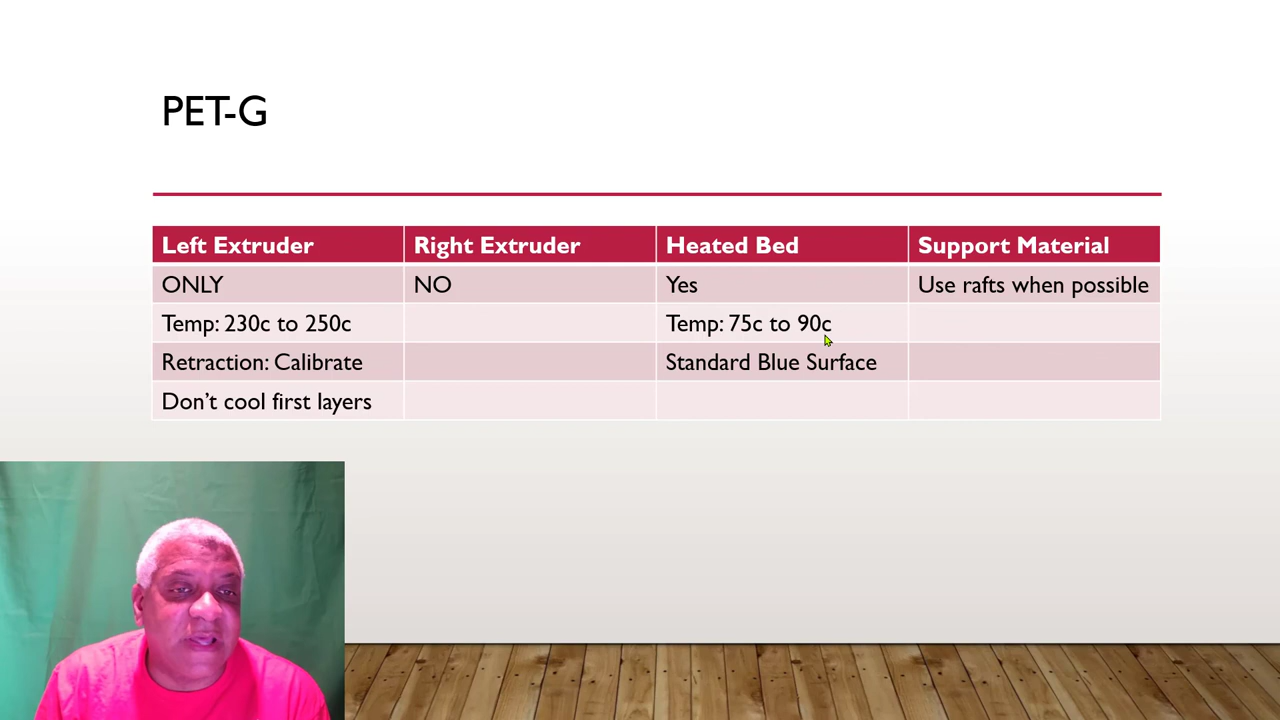 PET-G
Left Extruder Right Extruder Heated Bed Support Material
ONLY NO Yes Use rafts when possible
Temp: 230c to 250c Temp: 75c to 90c
Retraction: Calibrate Standard Blue Surface
Don’t cool first layers